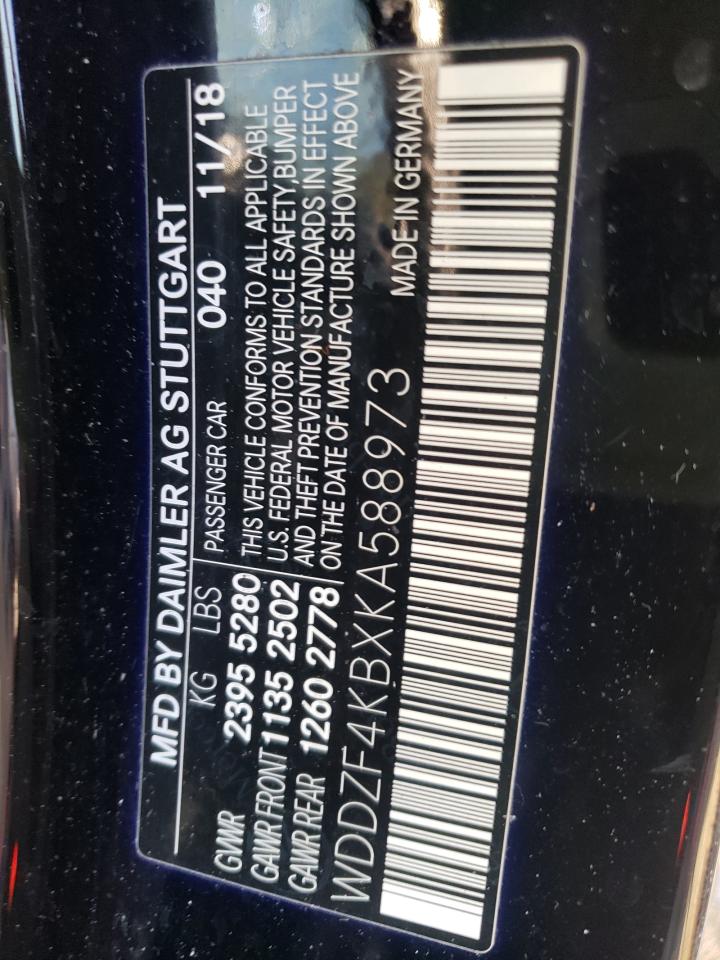 MFD BY DAIMLER AG STUTTGART
KG LBS PASSENGER CAR 040 11/18
GVWR 2395 5280 THIS VEHICLE CONFORMS TO ALL APPLICABLE
GAWR FRONT 1135 2502 U.S. FEDERAL MOTOR VEHICLE SAFETY, BUMPER
GAWR REAR 1260 2778 AND THEFT PREVENTION STANDARDS IN EFFECT
ON THE DATE OF MANUFACTURE SHOWN ABOVE
WDDZF4KBXKA588973 MADE IN GERMANY